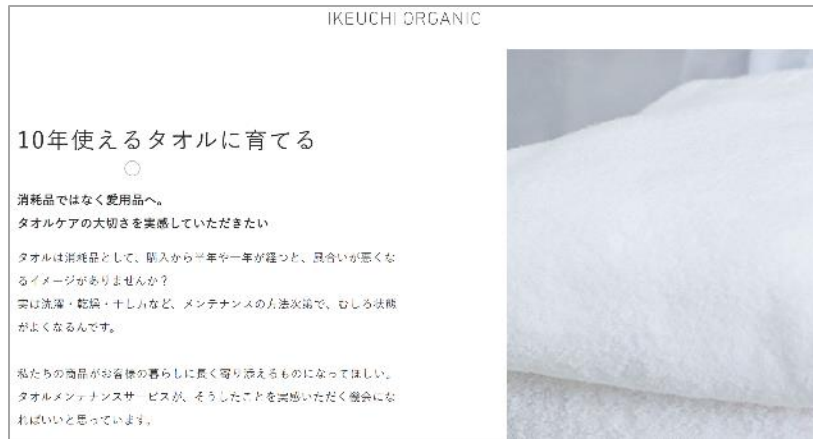 IKEUCHI ORGANIC
10年使えるタオルに育てる
消耗品ではなく愛用品へ。
タオルケアの大切さを実感していただきたい
タオルは消耗品として、購入から半年や一年が経つと、風合いが悪くな
るイメージがありませんか？
実は洗濯・乾燥・干し方など、メンテナンスの方法次第で、むしろ状態
がよくなるんです。
私たちの商品がお客様の暮らしに長く寄り添えるものになってほしい。
タオルメンテナンスサービスが、そうしたことを実感いただく機会にな
ればいいと思っています。